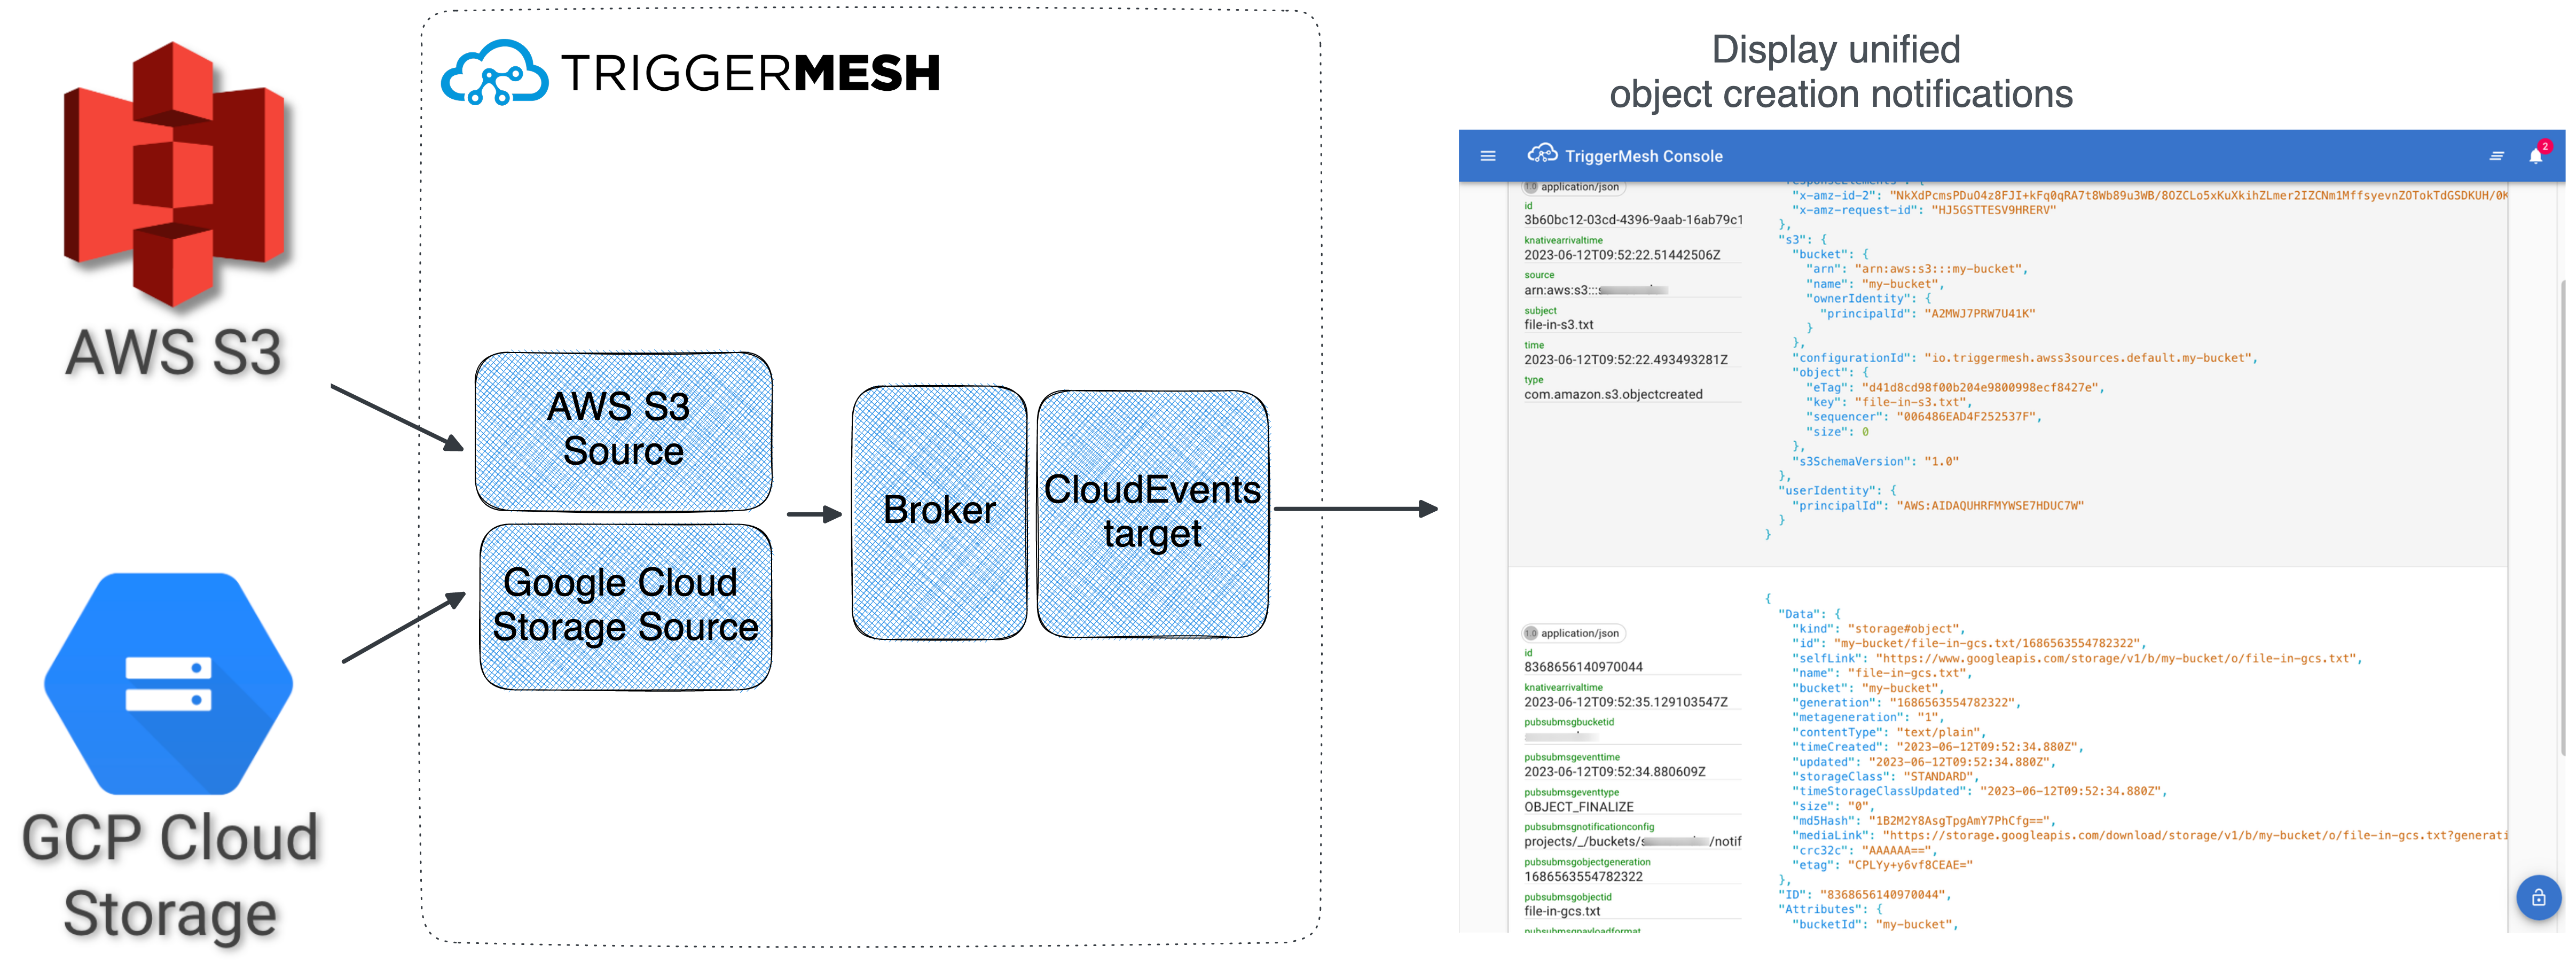 AWS S3
GCP Cloud
Storage
TRIGGERMESH
AWS S3
Source
Google Cloud
Storage Source
Broker
CloudEvents
target
Display unified
object creation notifications
TriggerMesh Console
2
1.0 application/json
id
3b60bc12-03cd-4396-9aab-16ab79c1
knativearrivaltime
2023-06-12T09:52:22.51442506Z
source
arn:aws:s3:::
subject
file-in-s3.txt
time
2023-06-12T09:52:22.493493281Z
type
com.amazon.s3.objectcreated
"responseElements": {
"x-amz-id-2": "NkXdPcmsPDuO4z8FJI+kFq0qRA7t8Wb89u3WB/8OZCLo5xKuXkihZLmer2IZCNm1MffsyevnZOTokTdGSDKUH/0K
"x-amz-request-id": "HJ5GSTTESV9HRERV"
},
"s3": {
"bucket": {
"arn": "arn:aws:s3:::my-bucket",
"name": "my-bucket",
"ownerIdentity": {
"principalId": "A2MWJ7PRW7U41K"
}
},
"configurationId": "io.triggermesh.awss3sources.default.my-bucket",
"object": {
"eTag": "d41d8cd98f00b204e9800998ecf8427e",
"key": "file-in-s3.txt",
"sequencer": "006486EAD4F252537F",
"size": 0
},
"s3SchemaVersion": "1.0"
},
"userIdentity": {
"principalId": "AWS:AIDAQUHRFMYWSE7HDUC7W"
}
}
1.0 application/json
id
8368656140970044
knativearrivaltime
2023-06-12T09:52:35.129103547Z
pubsubmsgbucketid
pubsubmsgeventtime
2023-06-12T09:52:34.880609Z
pubsubmsgeventtype
OBJECT_FINALIZE
pubsubmsgnotificationconfig
projects/_/buckets/s /notif
pubsubmsgobjectgeneration
1686563554782322
pubsubmsgobjectid
file-in-gcs.txt
pubsubmsgpayloadformat
{
"Data": {
"kind": "storage#object",
"id": "my-bucket/file-in-gcs.txt/1686563554782322",
"selfLink": "https://www.googleapis.com/storage/v1/b/my-bucket/o/file-in-gcs.txt",
"name": "file-in-gcs.txt",
"bucket": "my-bucket",
"generation": "1686563554782322",
"metageneration": "1",
"contentType": "text/plain",
"timeCreated": "2023-06-12T09:52:34.880Z",
"updated": "2023-06-12T09:52:34.880Z",
"storageClass": "STANDARD",
"timeStorageClassUpdated": "2023-06-12T09:52:34.880Z",
"size": "0",
"md5Hash": "1B2M2Y8AsgTpgAmY7PhCfg==",
"mediaLink": "https://storage.googleapis.com/download/storage/v1/b/my-bucket/o/file-in-gcs.txt?generati
"crc32c": "AAAAAA==",
"etag": "CPLYy+y6vf8CEAE="
},
"ID": "8368656140970044",
"Attributes": {
"bucketId": "my-bucket",